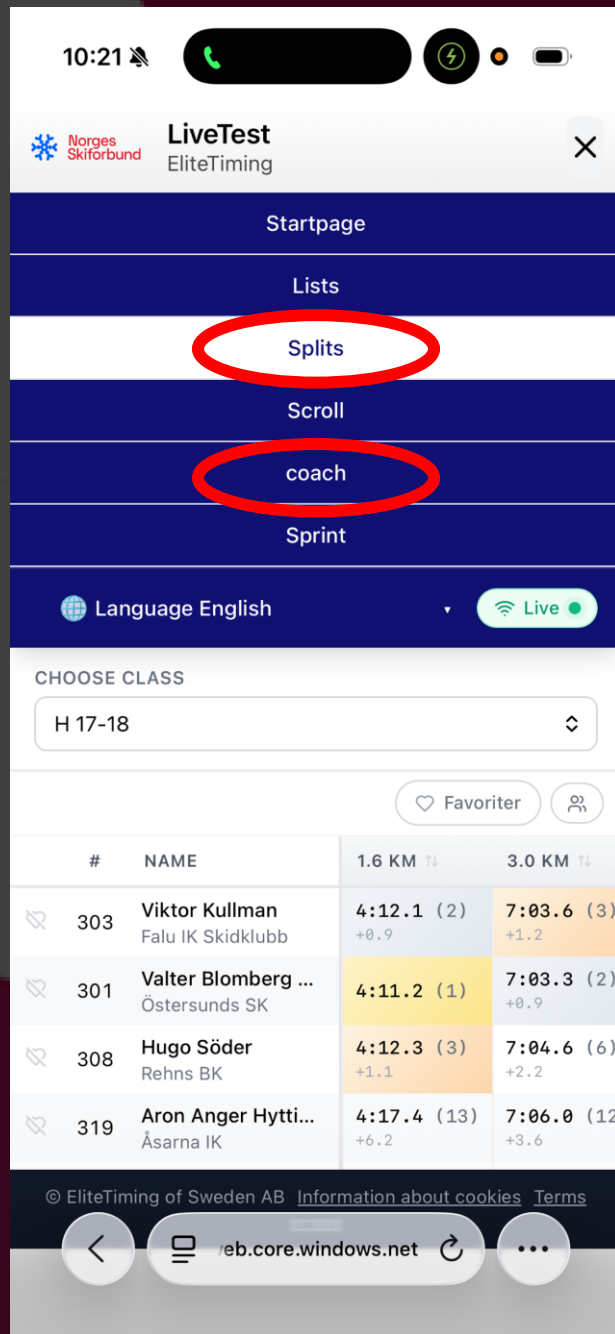 10:21
Norges
Skiforbund
LiveTest
EliteTiming
Startpage
Lists
Splits
Scroll
coach
Sprint
Language English
Live
CHOOSE CLASS
H 17-18
Favoriter
# NAME 1.6 KM 3.0 KM
303 Viktor Kullman 4:12.1 (2) 7:03.6 (3)
Falu IK Skidklubb +0.9 +1.2
301 Valter Blomberg ... 4:11.2 (1) 7:03.3 (2)
Östersunds SK +0.9
308 Hugo Söder 4:12.3 (3) 7:04.6 (6)
Rehns BK +1.1 +2.2
319 Aron Anger Hytti... 4:17.4 (13) 7:06.0 (12
Åsarna IK +6.2 +3.6
© EliteTiming of Sweden AB Information about cookies Terms
eb.core.windows.net